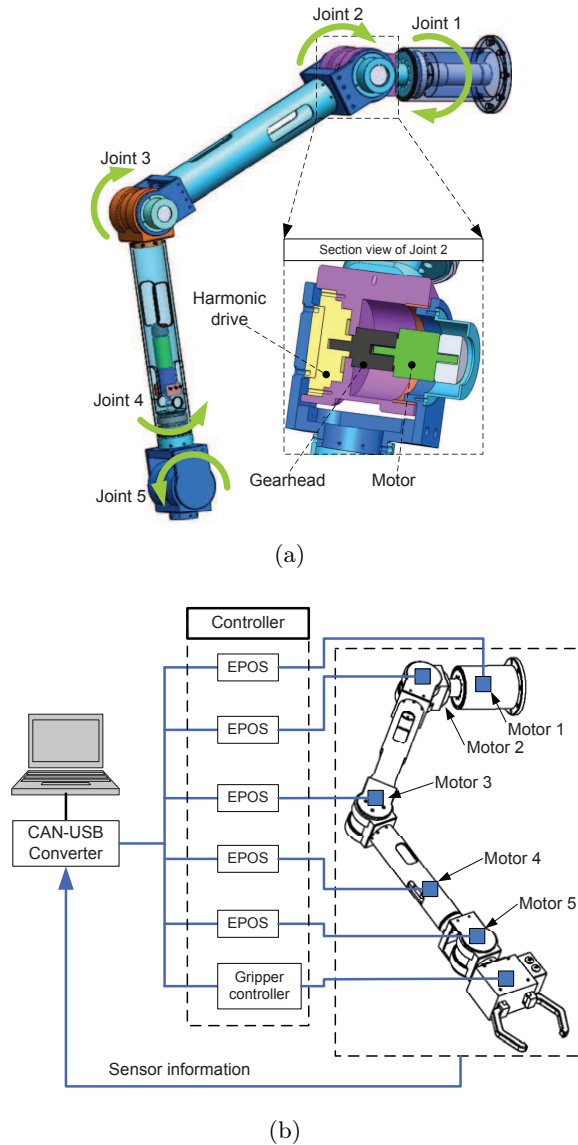 Joint 2
Joint 1
Joint 3
Section view of Joint 2
Harmonic
drive
Joint 4
Joint 5
Gearhead
Motor
(a)
Controller
EPOS
EPOS
EPOS
EPOS
EPOS
Gripper
controller
CAN-USB
Converter
Motor 1
Motor 2
Motor 3
Motor 4
Motor 5
Sensor information
(b)